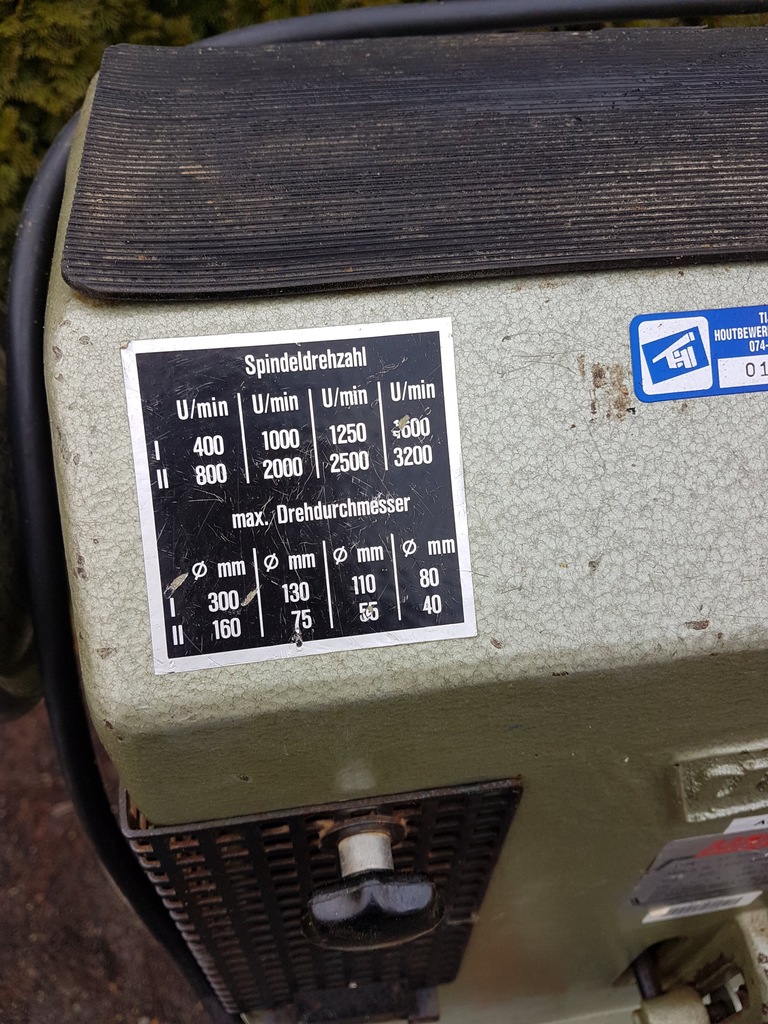 Spindeldrehzahl
U/min U/min U/min U/min
I 400 1000 1250 1600
II 800 2000 2500 3200
max. Drehdurchmesser
Ø mm Ø mm Ø mm Ø mm
I 300 130 110 80
II 160 75 55 40
HOUTBEWER
074-
01